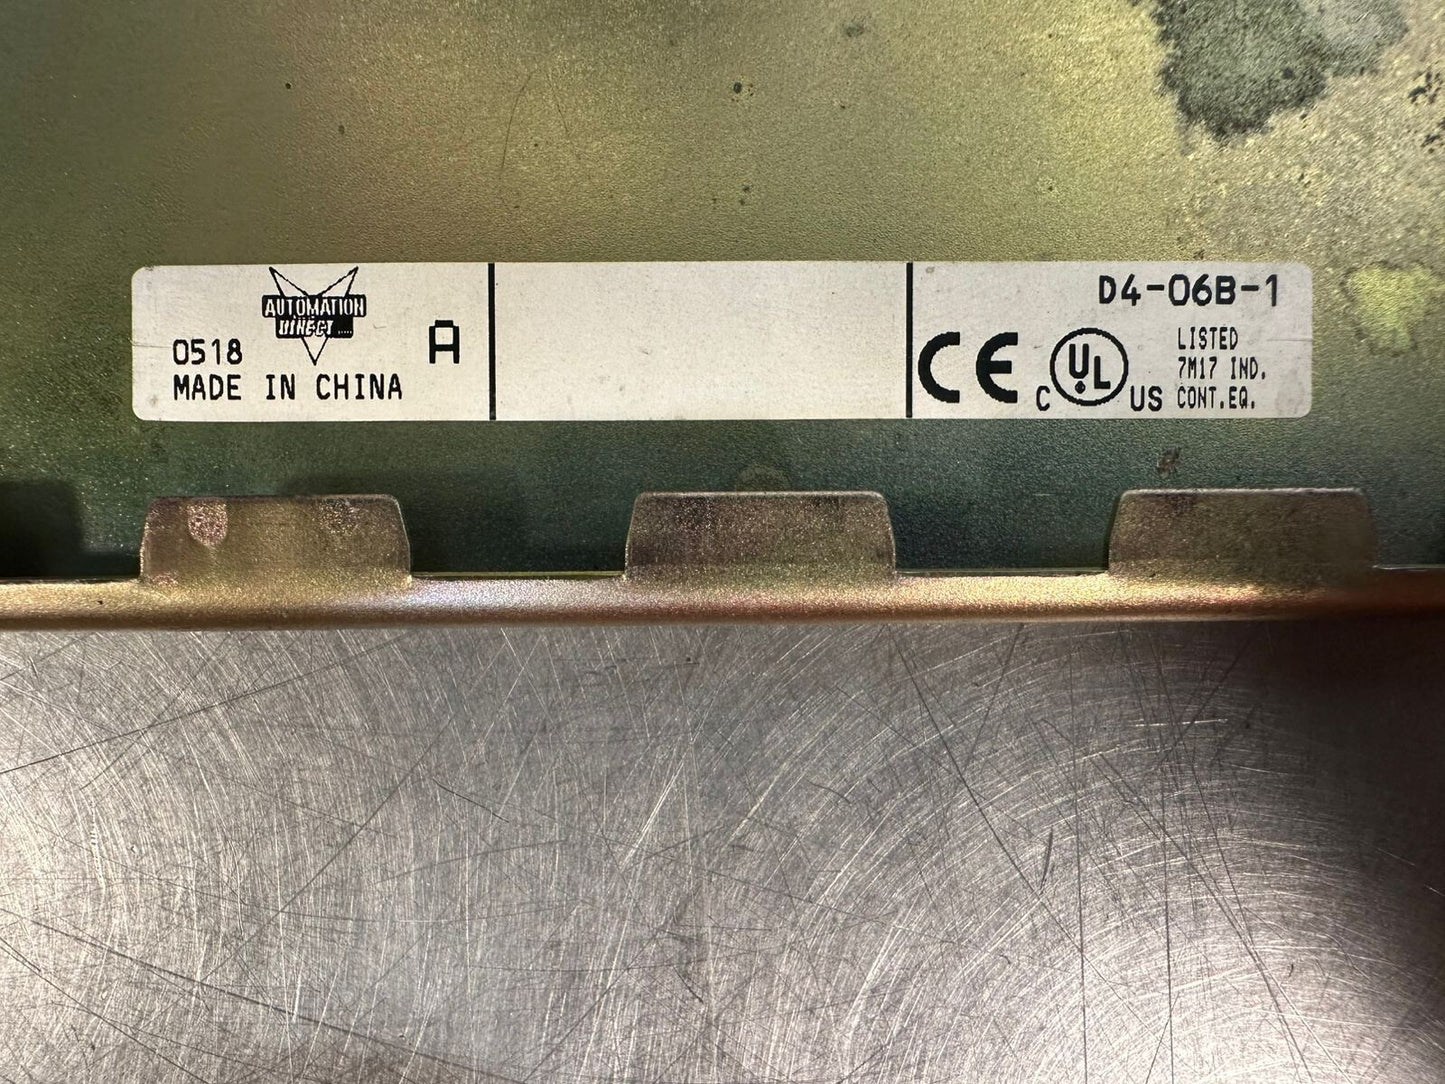 AUTOMATION
DIRECT
0518
A
MADE IN CHINA
D4-06B-1
CE
C UL US
LISTED
7M17 IND.
CONT.EQ.